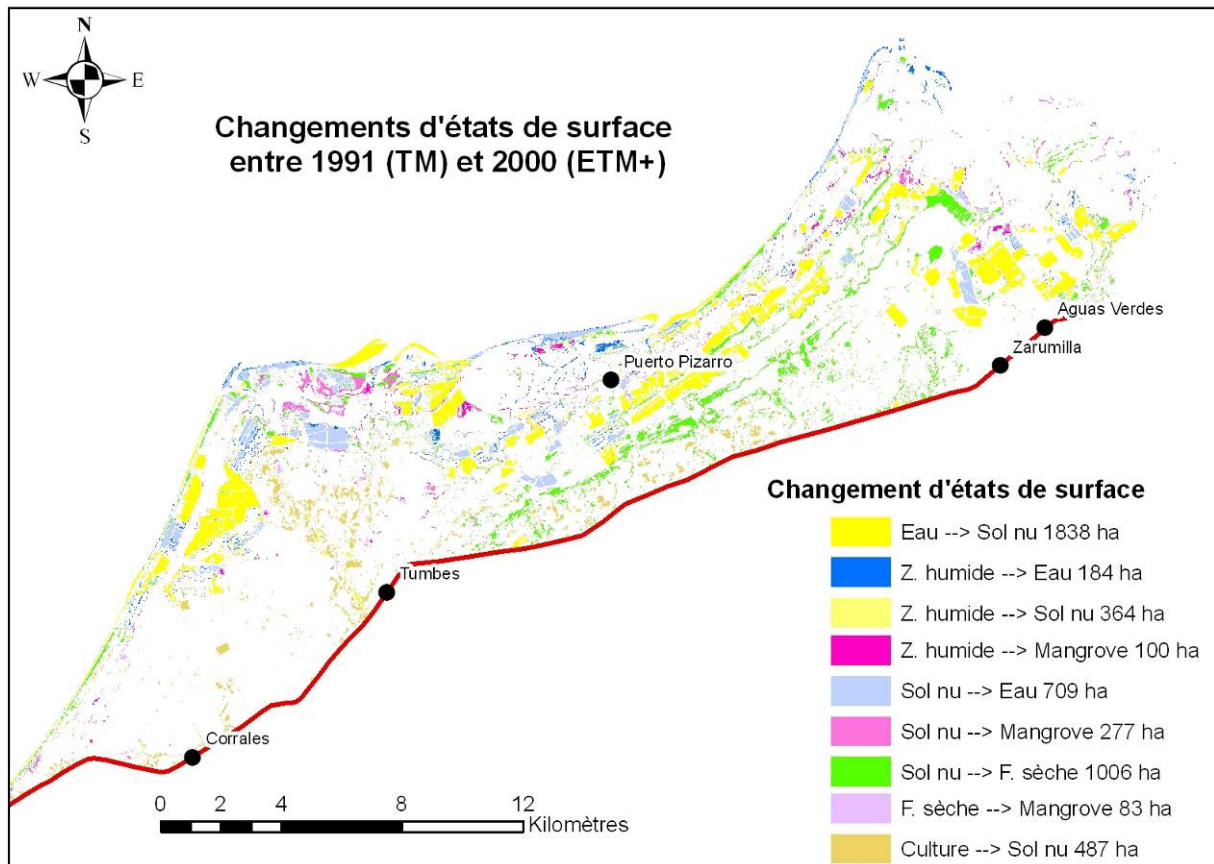 N
W E
S
Changements d'états de surface
entre 1991 (TM) et 2000 (ETM+)
Aguas Verdes
Zarumilla
Puerto Pizarro
Tumbes
Corrales
0 2 4 8 12
Kilomètres
Changement d'états de surface
Eau --> Sol nu 1838 ha
Z. humide --> Eau 184 ha
Z. humide --> Sol nu 364 ha
Z. humide --> Mangrove 100 ha
Sol nu --> Eau 709 ha
Sol nu --> Mangrove 277 ha
Sol nu --> F. sèche 1006 ha
F. sèche --> Mangrove 83 ha
Culture --> Sol nu 487 ha